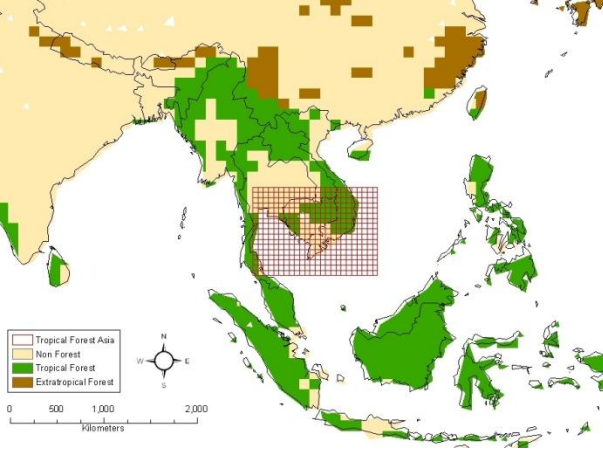 Tropical Forest Asia
Non Forest
Tropical Forest
Extratropical Forest
N
W E
S
0 500 1,000 2,000
Kilometers